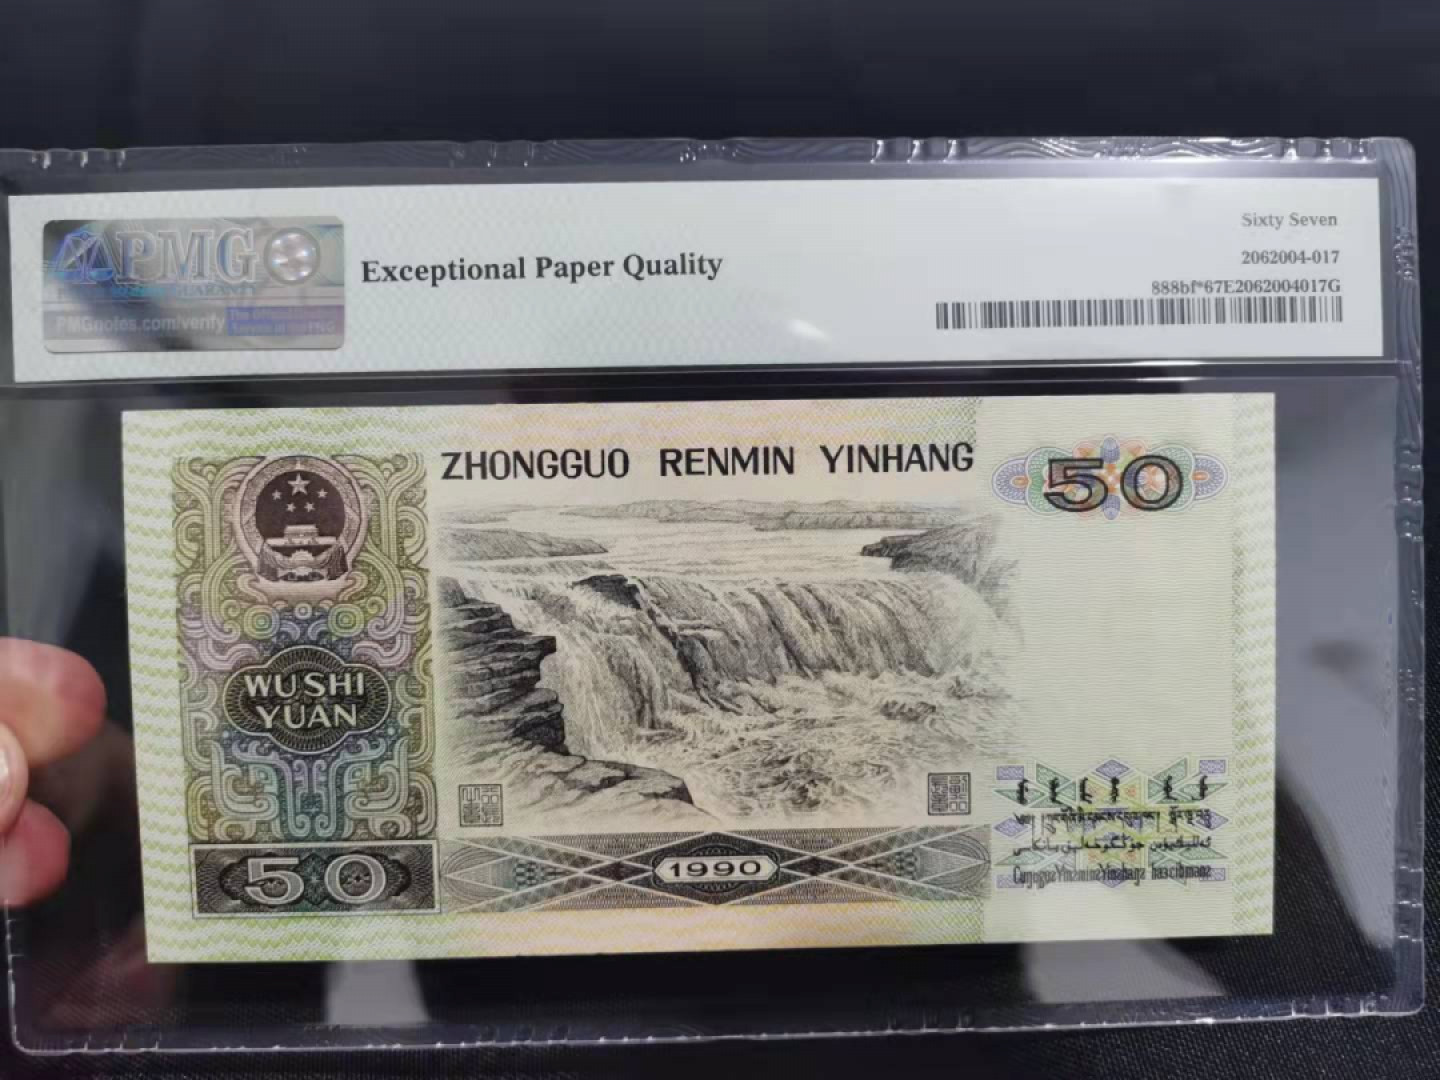 PMG
GUARANTY
PMGnotes.com/verify
Exceptional Paper Quality
Sixty Seven
2062004-017
888bf*67E2062004017G
ZHONGGUO RENMIN YINHANG
50
WU SHI
YUAN
50
1990